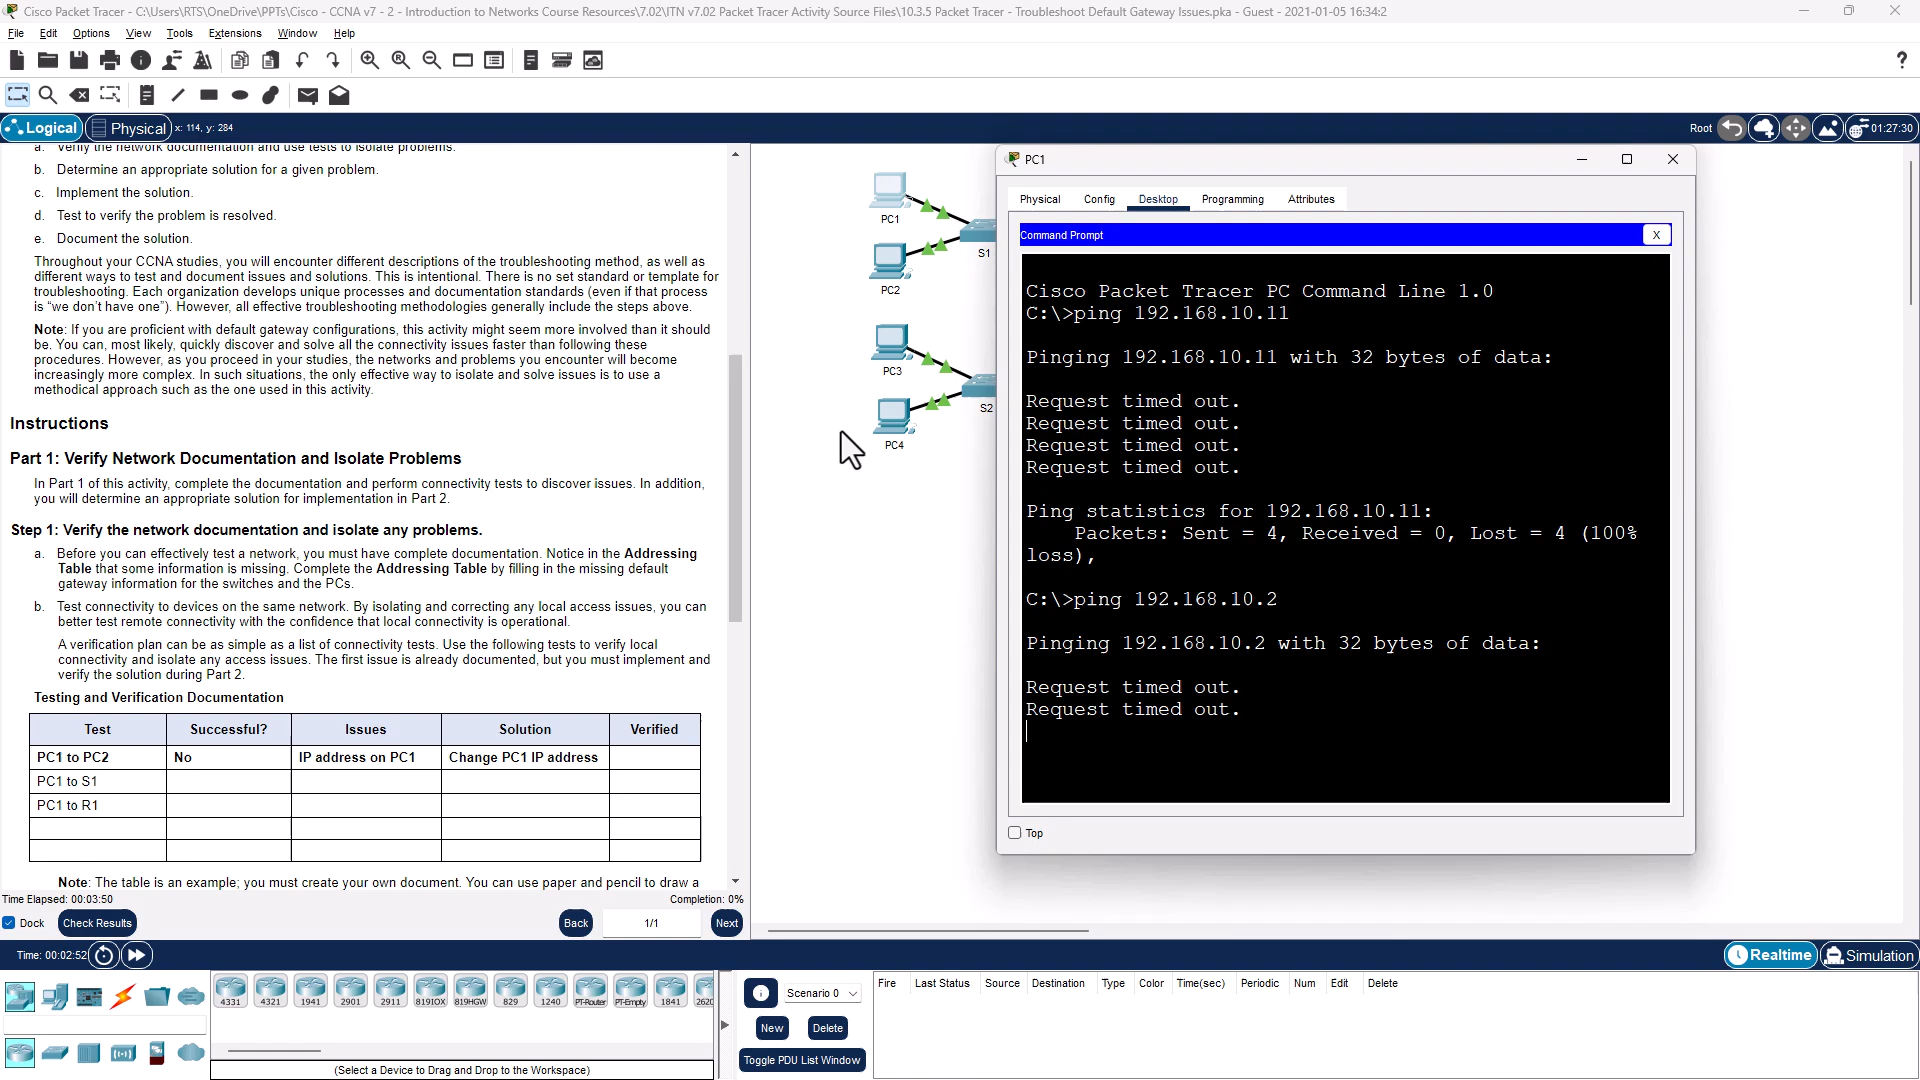 Cisco Packet Tracer - C:\Users\RTS\OneDrive\PPTs\Cisco - CCNA v7 - 2 - Introduction to Networks Course Resources\7.02\ITN v7.02 Packet Tracer Activity Source Files\10.3.5 Packet Tracer - Troubleshoot Default Gateway Issues.pka - Guest - 2021-01-05 16:34:2
File Edit Options View Tools Extensions Window Help
Logical Physical x: 114, y: 284
Root 01:27:30
a. Verify the network documentation and use tests to isolate problems.
b. Determine an appropriate solution for a given problem.
c. Implement the solution.
d. Test to verify the problem is resolved.
e. Document the solution.
Throughout your CCNA studies, you will encounter different descriptions of the troubleshooting method, as well as
different ways to test and document issues and solutions. This is intentional. There is no set standard or template for
troubleshooting. Each organization develops unique processes and documentation standards (even if that process
is “we don’t have one”). However, all effective troubleshooting methodologies generally include the steps above.
Note: If you are proficient with default gateway configurations, this activity might seem more involved than it should
be. You can, most likely, quickly discover and solve all the connectivity issues faster than following these
procedures. However, as you proceed in your studies, the networks and problems you encounter will become
increasingly more complex. In such situations, the only effective way to isolate and solve issues is to use a
methodical approach such as the one used in this activity.
Instructions
Part 1: Verify Network Documentation and Isolate Problems
In Part 1 of this activity, complete the documentation and perform connectivity tests to discover issues. In addition,
you will determine an appropriate solution for implementation in Part 2.
Step 1: Verify the network documentation and isolate any problems.
a. Before you can effectively test a network, you must have complete documentation. Notice in the Addressing
Table that some information is missing. Complete the Addressing Table by filling in the missing default
gateway information for the switches and the PCs.
b. Test connectivity to devices on the same network. By isolating and correcting any local access issues, you can
better test remote connectivity with the confidence that local connectivity is operational.
A verification plan can be as simple as a list of connectivity tests. Use the following tests to verify local
connectivity and isolate any access issues. The first issue is already documented, but you must implement and
verify the solution during Part 2.
Testing and Verification Documentation
Test Successful? Issues Solution Verified
PC1 to PC2 No IP address on PC1 Change PC1 IP address
PC1 to S1
PC1 to R1
Note: The table is an example; you must create your own document. You can use paper and pencil to draw a
Time Elapsed: 00:03:50 Completion: 0%
Dock Check Results Back 1/1 Next
PC1
PC2
S1
PC3
PC4
S2
PC1
Physical Config Desktop Programming Attributes
Command Prompt X
Cisco Packet Tracer PC Command Line 1.0
C:\>ping 192.168.10.11
Pinging 192.168.10.11 with 32 bytes of data:
Request timed out.
Request timed out.
Request timed out.
Request timed out.
Ping statistics for 192.168.10.11:
Packets: Sent = 4, Received = 0, Lost = 4 (100%
loss),
C:\>ping 192.168.10.2
Pinging 192.168.10.2 with 32 bytes of data:
Request timed out.
Request timed out.
Top
Time: 00:02:52 Realtime Simulation
4331 4321 1941 2901 2911 819IOX 819HGW 829 1240 PT-Router PT-Empty 1841 2620
(Select a Device to Drag and Drop to the Workspace)
Scenario 0
New Delete
Toggle PDU List Window
Fire Last Status Source Destination Type Color Time(sec) Periodic Num Edit Delete